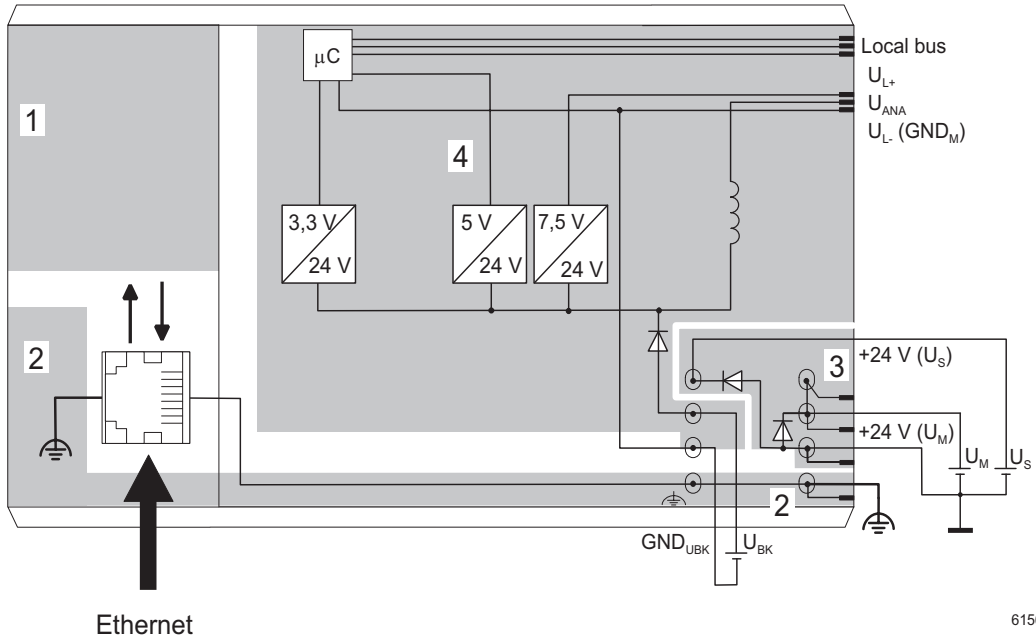 μC
Local bus
U_L+
U_ANA
U_L- (GND_M)
1
4
3,3 V
24 V
5 V
24 V
7,5 V
24 V
2
3
+24 V (U_S)
+24 V (U_M)
U_M
U_S
2
GND_UBK
U_BK
Ethernet
615